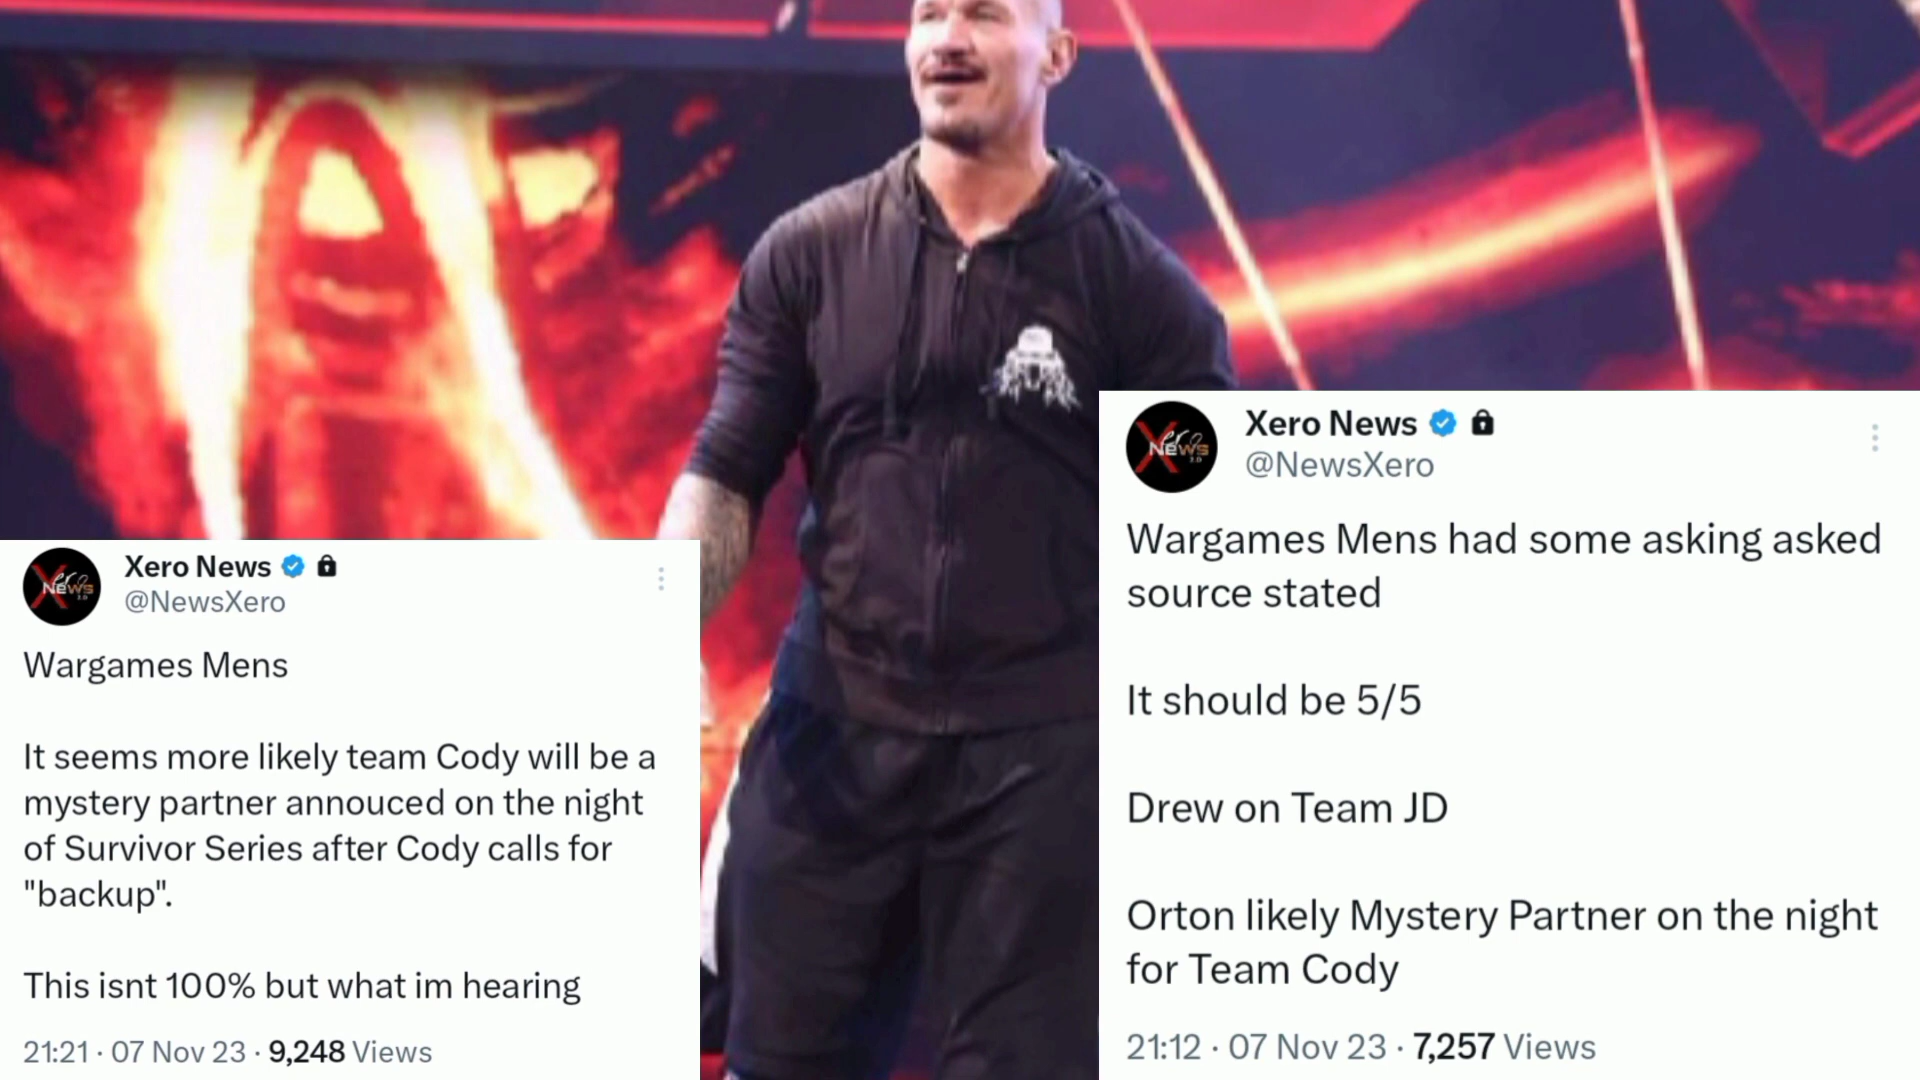 Xero News
@NewsXero
Wargames Mens
It seems more likely team Cody will be a
mystery partner annouced on the night
of Survivor Series after Cody calls for
"backup".
This isnt 100% but what im hearing
21:21 · 07 Nov 23 · 9,248 Views
Xero News
@NewsXero
Wargames Mens had some asking asked
source stated
It should be 5/5
Drew on Team JD
Orton likely Mystery Partner on the night
for Team Cody
21:12 · 07 Nov 23 · 7,257 Views